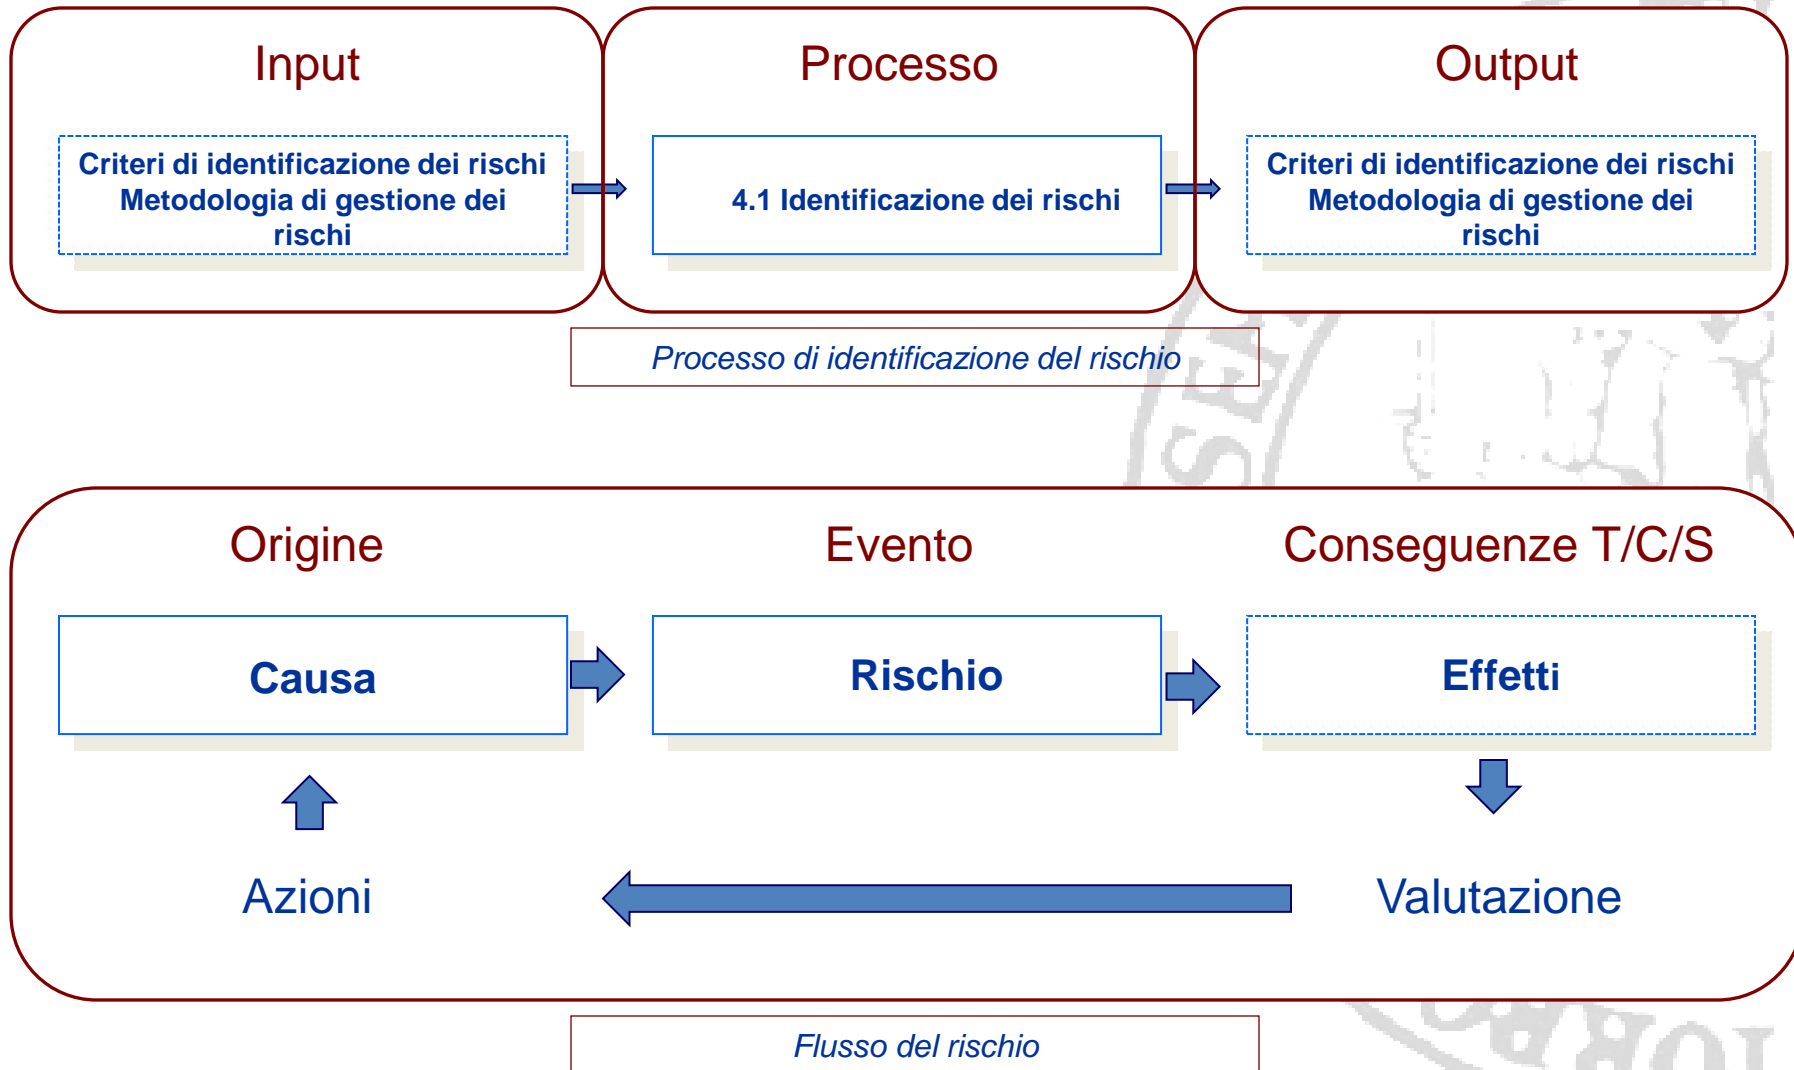 Input
Processo
Output
Criteri di identificazione dei rischi
Metodologia di gestione dei
rischi
4.1 Identificazione dei rischi
Criteri di identificazione dei rischi
Metodologia di gestione dei
rischi
Processo di identificazione del rischio
Origine
Evento
Conseguenze T/C/S
Causa
Rischio
Effetti
Azioni
Valutazione
Flusso del rischio